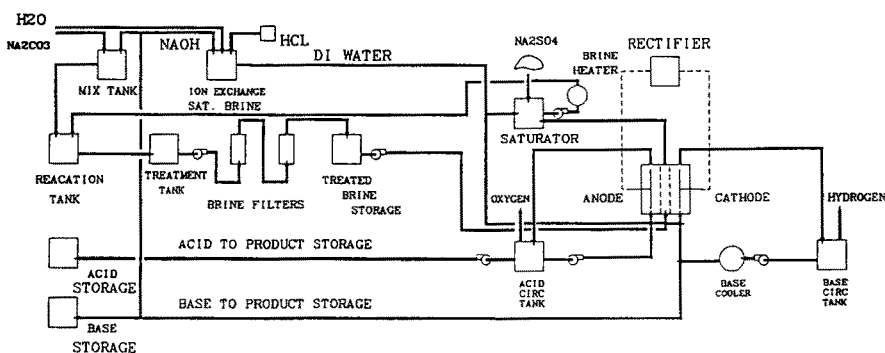 H2O
NA2CO3
NAOH
HCL
DI WATER
NA2SO4
BRINE
HEATER
RECTIFIER
MIX TANK
ION EXCHANGE
SAT. BRINE
SATURATOR
REACATION
TANK
TREATMENT
TANK
BRINE FILTERS
TREATED
BRINE
STORAGE
OXYGEN
ANODE
CATHODE
HYDROGEN
ACID TO PRODUCT STORAGE
ACID
STORAGE
ACID
CIRC
TANK
BASE
COOLER
BASE
CIRC
TANK
BASE TO PRODUCT STORAGE
BASE
STORAGE